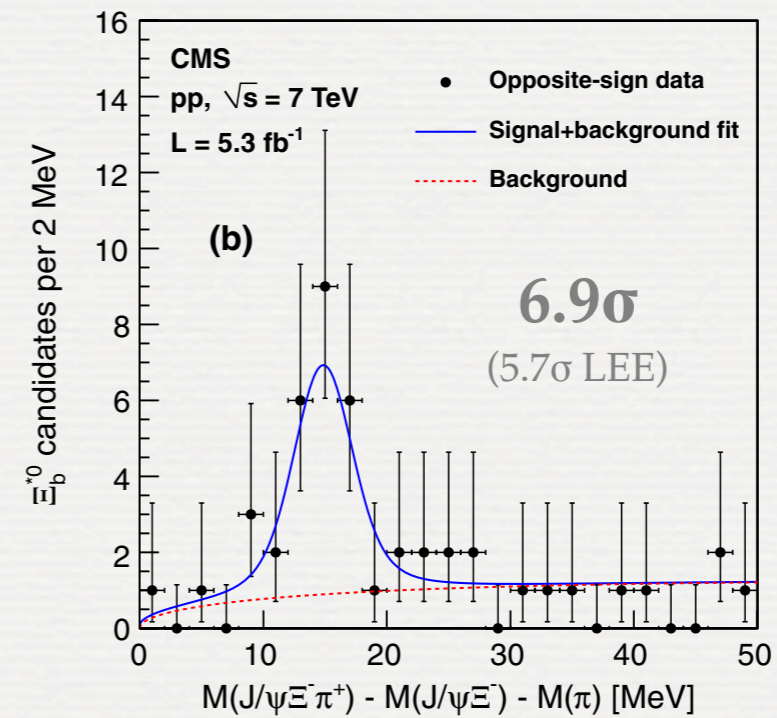 CMS
pp, √s = 7 TeV
L = 5.3 fb⁻¹
Opposite-sign data
Signal+background fit
Background
(b)
6.9σ
(5.7σ LEE)
Ξb*0 candidates per 2 MeV
16
14
12
10
8
6
4
2
0
0 10 20 30 40 50
M(J/ψΞ⁻π⁺) - M(J/ψΞ⁻) - M(π) [MeV]